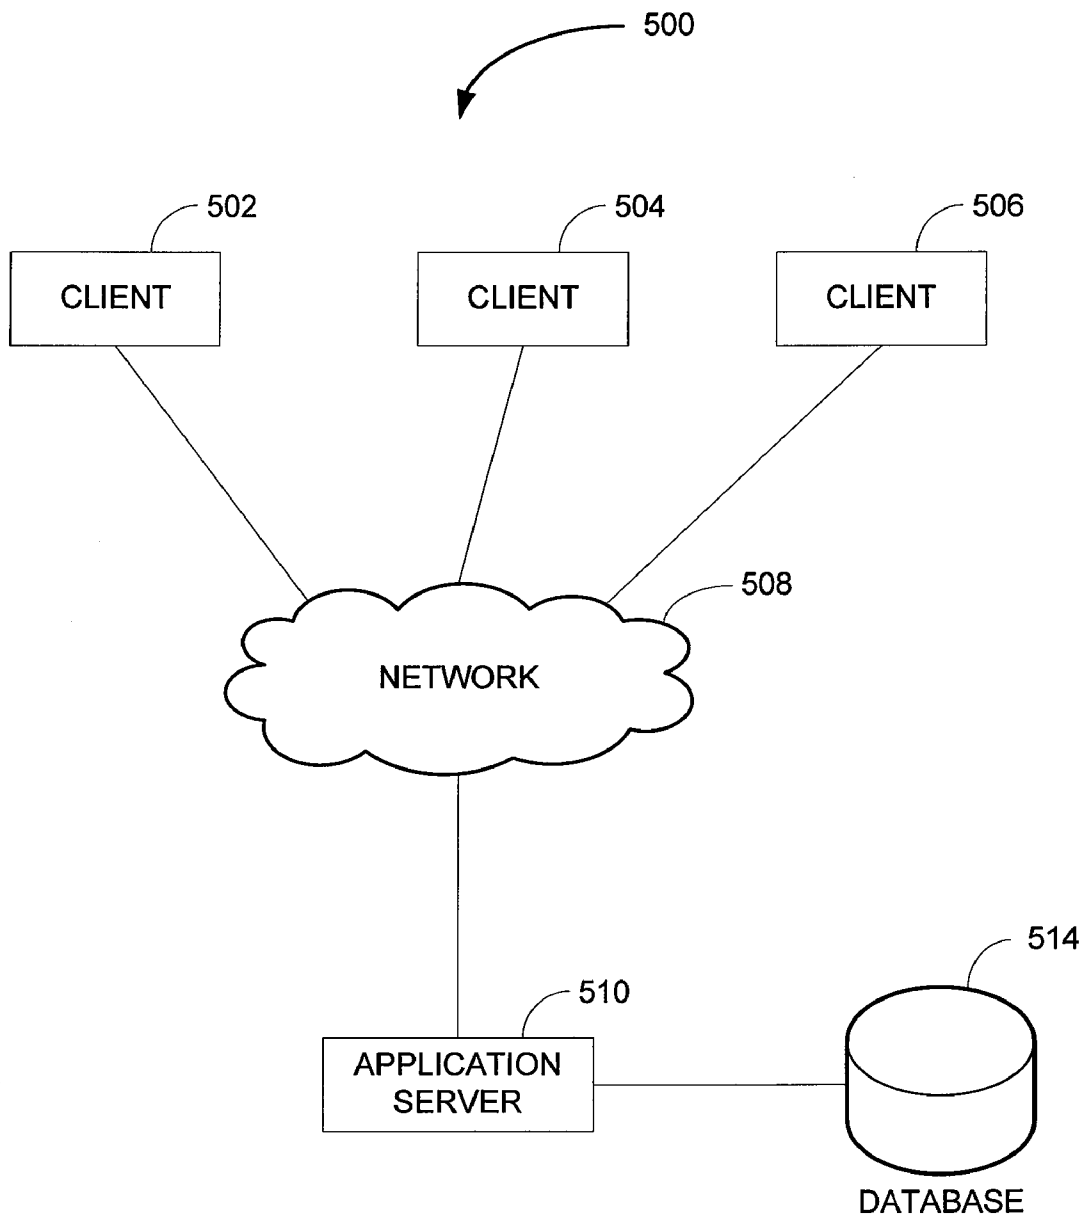 500
502
504
506
CLIENT
CLIENT
CLIENT
508
NETWORK
514
510
APPLICATION
SERVER
DATABASE